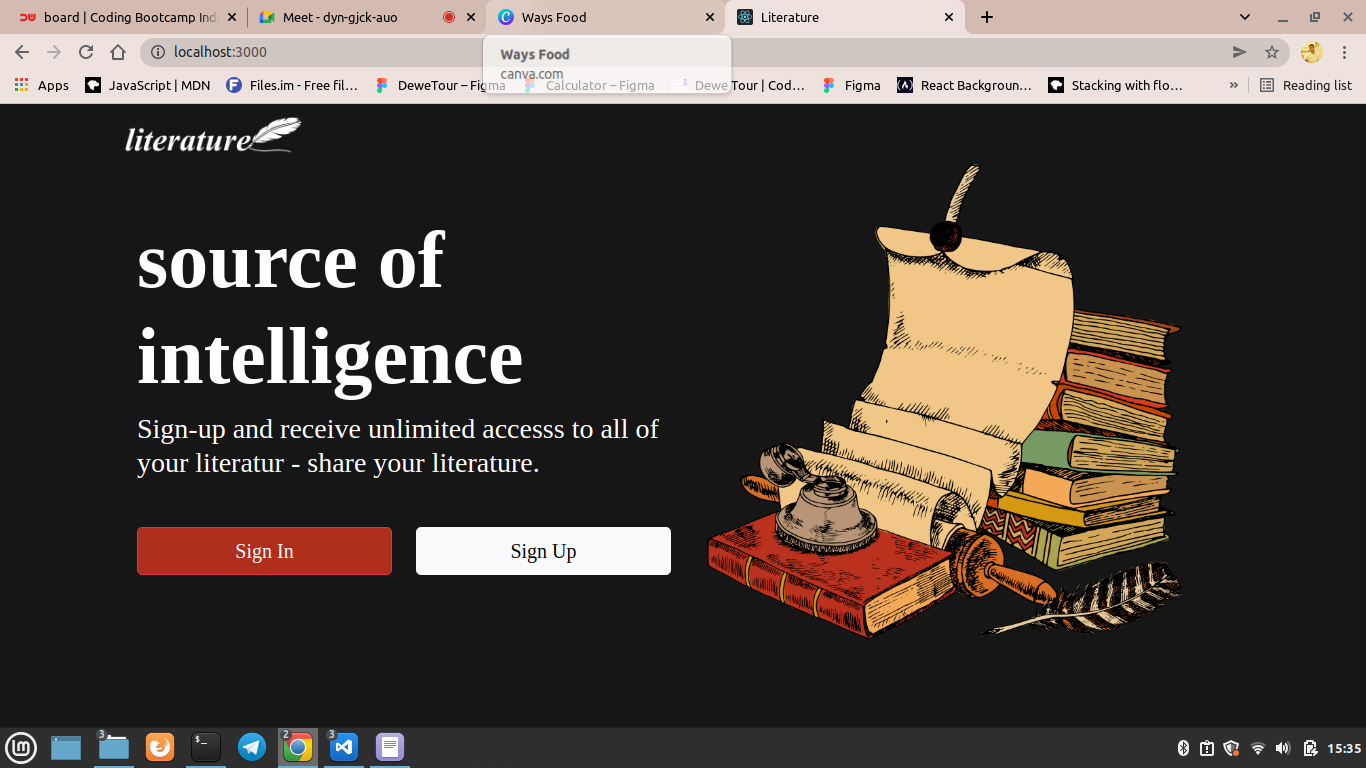 board | Coding Bootcamp Ind
Meet - dyn-gjck-auo
Ways Food
Literature
localhost:3000
Ways Food
canva.com
Apps
JavaScript | MDN
Files.im - Free fil...
DeweTour – Figma
Calculator – Figma
DeweTour | Cod...
Figma
React Backgroun...
Stacking with flo...
»
Reading list
literature
source of
intelligence
Sign-up and receive unlimited accesss to all of
your literatur - share your literature.
Sign In
Sign Up
3
2
3
15:35